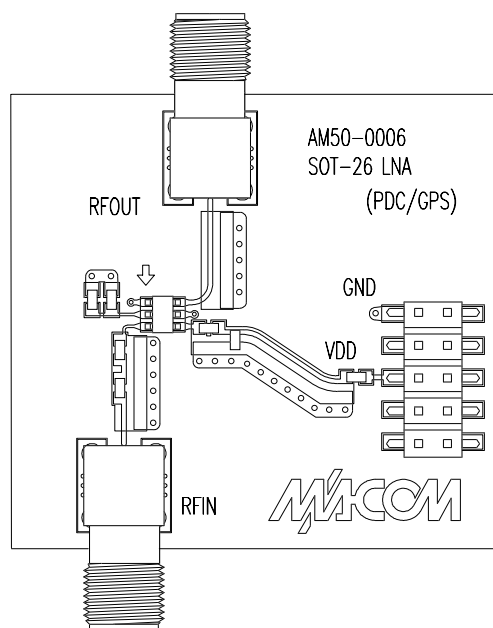 AM50-0006
SOT-26 LNA
(PDC/GPS)
RFOUT
GND
VDD
RFIN
M/A-COM